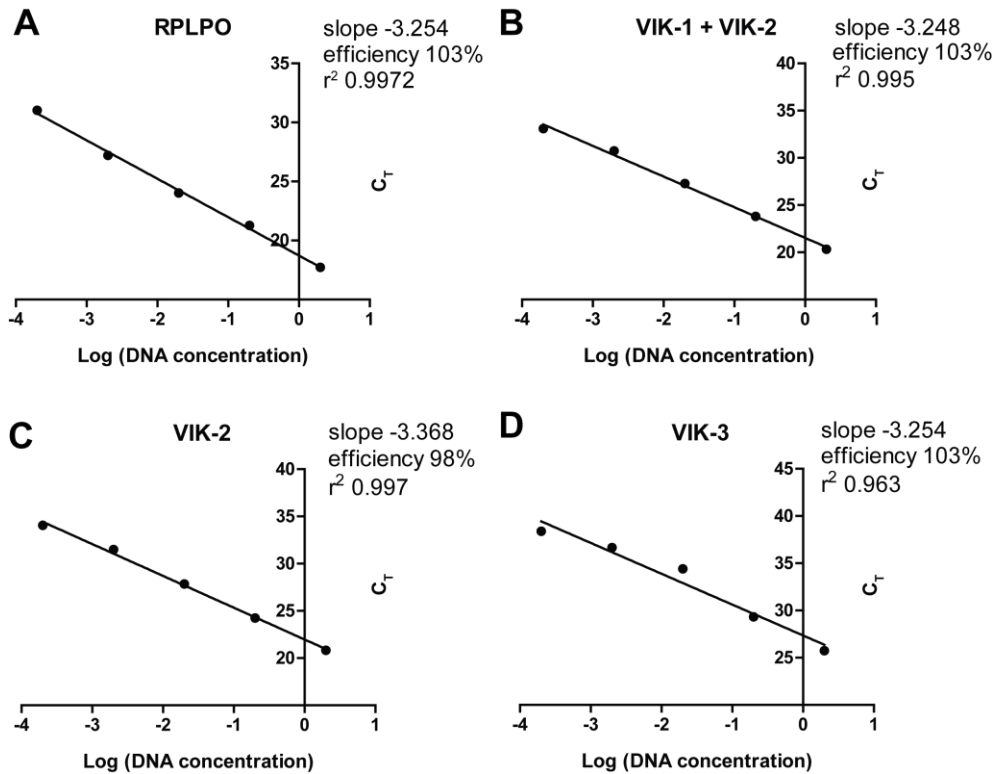 A
RPLPO
slope -3.254
efficiency 103%
r² 0.9972
35
30
25
20
C_T
-4 -3 -2 -1 0 1
Log (DNA concentration)
B
VIK-1 + VIK-2
slope -3.248
efficiency 103%
r² 0.995
40
35
30
25
20
C_T
-4 -3 -2 -1 0 1
Log (DNA concentration)
C
VIK-2
slope -3.368
efficiency 98%
r² 0.997
40
35
30
25
20
C_T
-4 -3 -2 -1 0 1
Log (DNA concentration)
D
VIK-3
slope -3.254
efficiency 103%
r² 0.963
45
40
35
30
25
-4 -3 -2 -1 0 1
Log (DNA concentration)